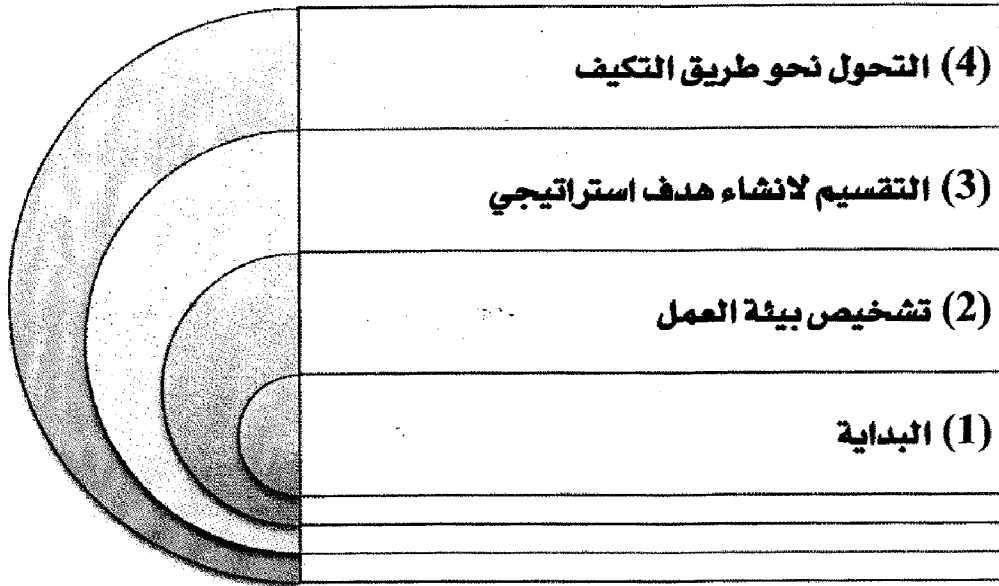 (4) التحول نحو طريق التكيف
(3) التقسيم لانشاء هدف استراتيجي
(2) تشخيص بيئة العمل
(1) البداية